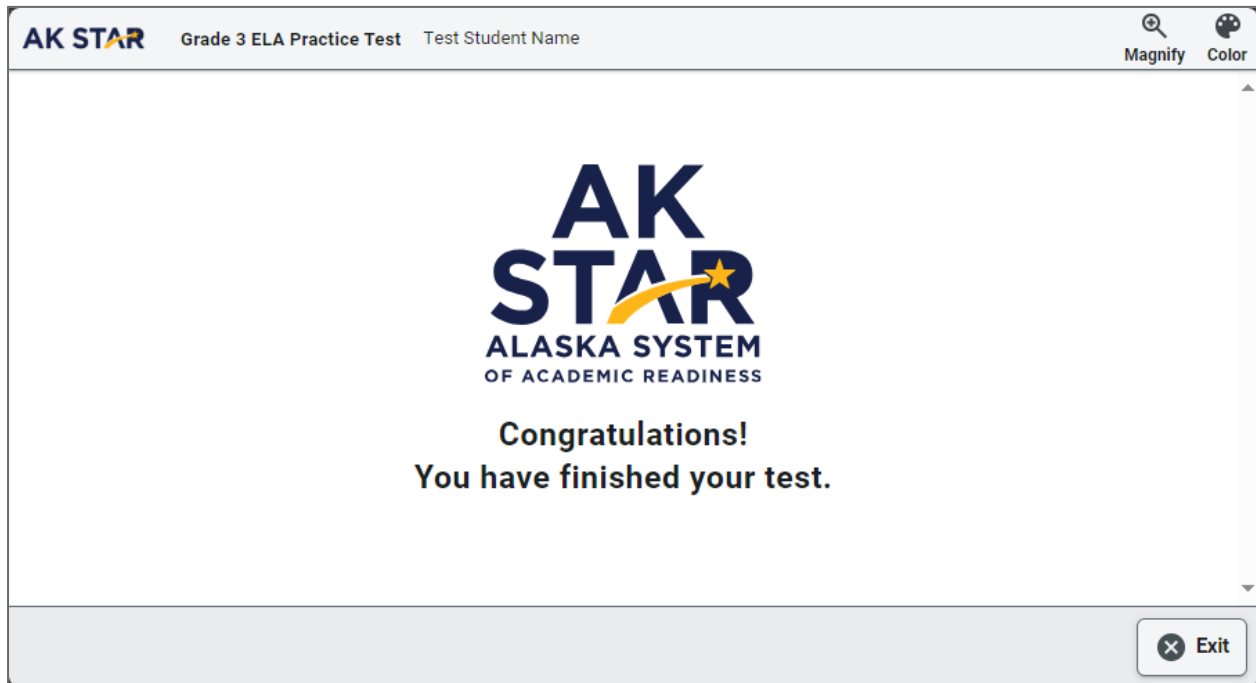 AK STAR Grade 3 ELA Practice Test Test Student Name
Magnify Color
AK
STAR
ALASKA SYSTEM
OF ACADEMIC READINESS
Congratulations!
You have finished your test.
Exit